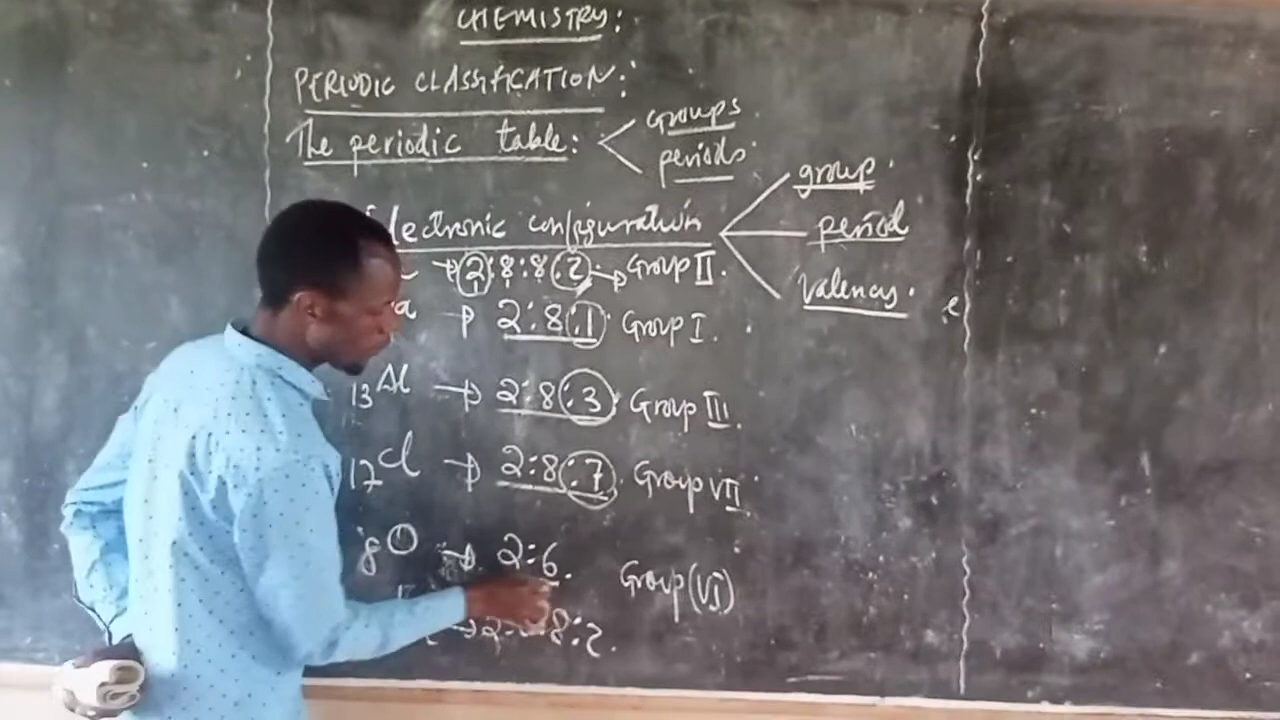 CHEMISTRY:
PERIODIC CLASSIFICATION:
The periodic table: groups
periods
Electronic configuration group
period
valency.
2:8:8:2 → Group II.
→ 2:8:1 Group I.
13Al → 2:8:3 Group III.
17Cl → 2:8:7 Group VII
8O → 2:6. Group (VI)
8:2.